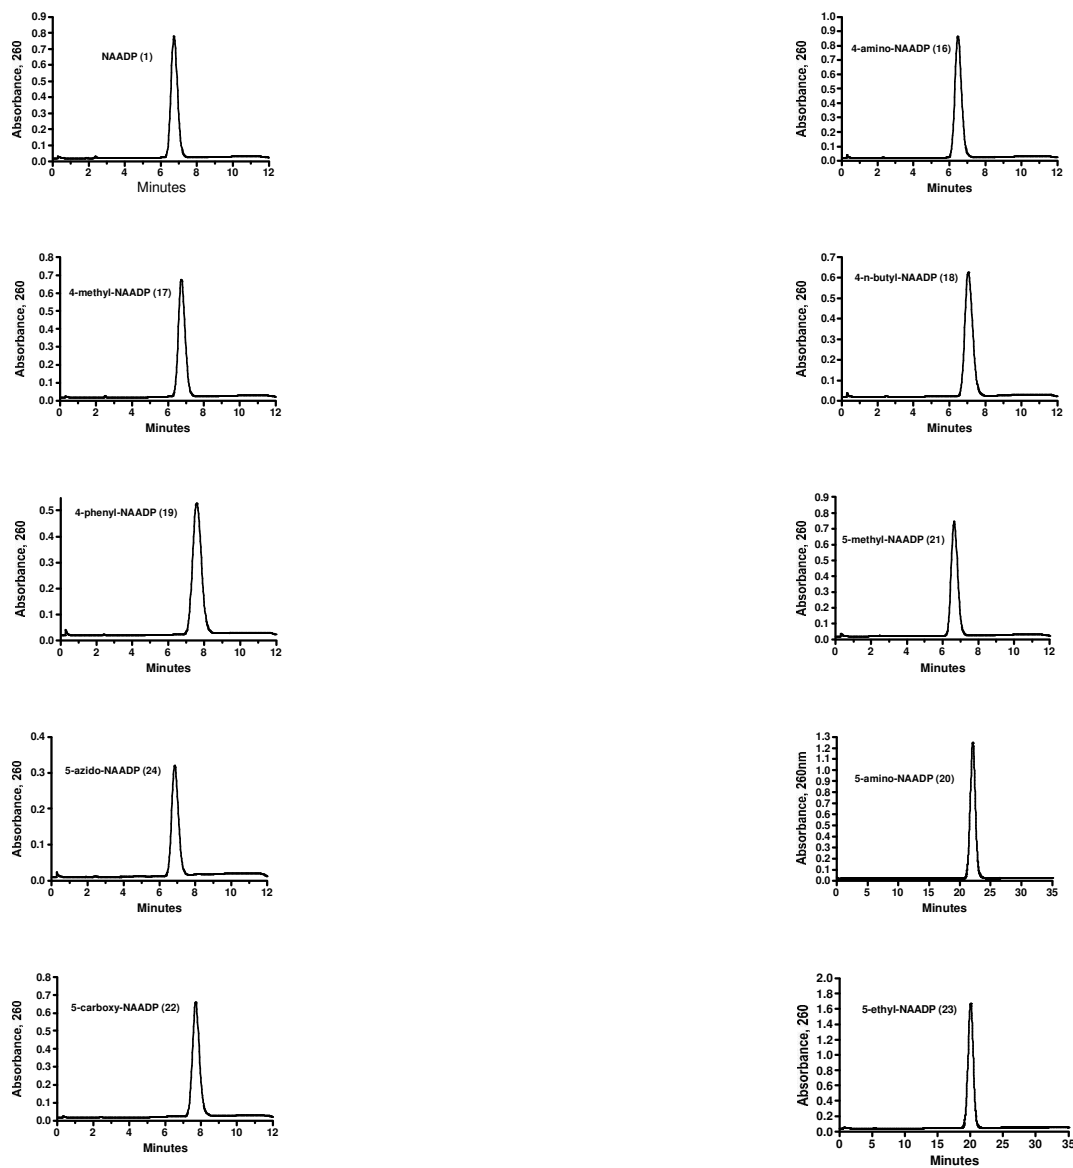 0.9
0.8
0.7
0.6
0.5
0.4
0.3
0.2
0.1
0.0
Absorbance, 260
NAADP (1)
0 2 4 6 8 10 12
Minutes
1.0
0.9
0.8
0.7
0.6
0.5
0.4
0.3
0.2
0.1
0.0
Absorbance, 260
4-amino-NAADP (16)
0 2 4 6 8 10 12
Minutes
0.8
0.7
0.6
0.5
0.4
0.3
0.2
0.1
0.0
Absorbance, 260
4-methyl-NAADP (17)
0 2 4 6 8 10 12
Minutes
0.7
0.6
0.5
0.4
0.3
0.2
0.1
0.0
Absorbance, 260
4-n-butyl-NAADP (18)
0 2 4 6 8 10 12
Minutes
0.5
0.4
0.3
0.2
0.1
0.0
Absorbance, 260
4-phenyl-NAADP (19)
0 2 4 6 8 10 12
Minutes
0.9
0.8
0.7
0.6
0.5
0.4
0.3
0.2
0.1
0.0
Absorbance, 260
5-methyl-NAADP (21)
0 2 4 6 8 10 12
Minutes
0.4
0.3
0.2
0.1
0.0
Absorbance, 260
5-azido-NAADP (24)
0 2 4 6 8 10 12
Minutes
1.3
1.2
1.1
1.0
0.9
0.8
0.7
0.6
0.5
0.4
0.3
0.2
0.1
0.0
Absorbance, 260nm
5-amino-NAADP (20)
0 5 10 15 20 25 30 35
Minutes
0.8
0.7
0.6
0.5
0.4
0.3
0.2
0.1
0.0
Absorbance, 260
5-carboxy-NAADP (22)
0 2 4 6 8 10 12
Minutes
2.0
1.8
1.6
1.4
1.2
1.0
0.8
0.6
0.4
0.2
0.0
Absorbance, 260
5-ethyl-NAADP (23)
0 5 10 15 20 25 30 35
Minutes